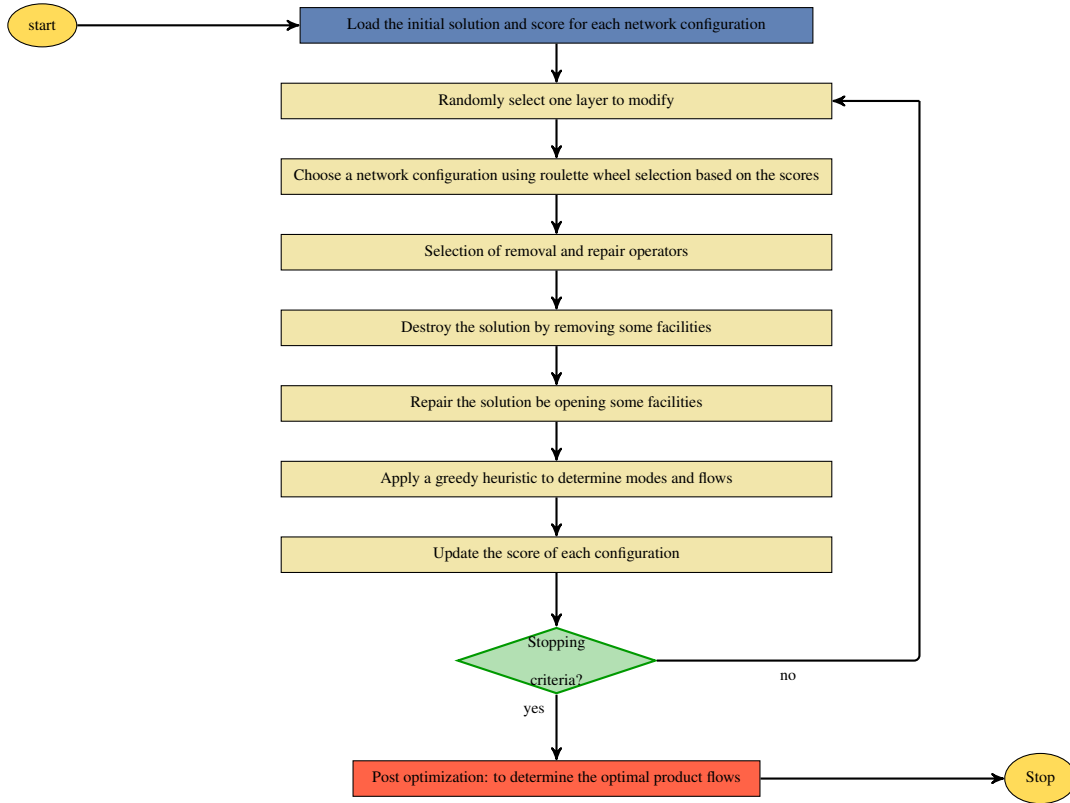 start
Load the initial solution and score for each network configuration
Randomly select one layer to modify
Choose a network configuration using roulette wheel selection based on the scores
Selection of removal and repair operators
Destroy the solution by removing some facilities
Repair the solution be opening some facilities
Apply a greedy heuristic to determine modes and flows
Update the score of each configuration
Stopping
criteria?
no
yes
Post optimization: to determine the optimal product flows
Stop